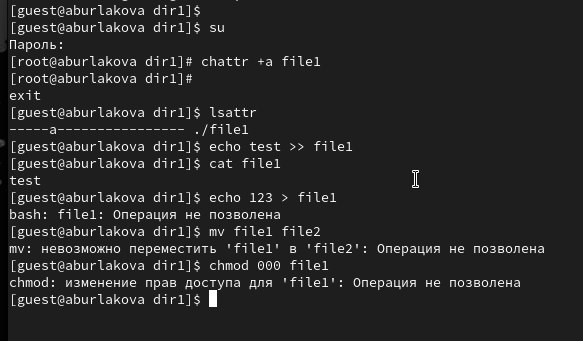 [guest@aburlakova dir1]$
[guest@aburlakova dir1]$ su
Пароль:
[root@aburlakova dir1]# chattr +a file1
[root@aburlakova dir1]#
exit
[guest@aburlakova dir1]$ lsattr
-----a---------------- ./file1
[guest@aburlakova dir1]$ echo test >> file1
[guest@aburlakova dir1]$ cat file1
test
[guest@aburlakova dir1]$ echo 123 > file1
bash: file1: Операция не позволена
[guest@aburlakova dir1]$ mv file1 file2
mv: невозможно переместить 'file1' в 'file2': Операция не позволена
[guest@aburlakova dir1]$ chmod 000 file1
chmod: изменение прав доступа для 'file1': Операция не позволена
[guest@aburlakova dir1]$